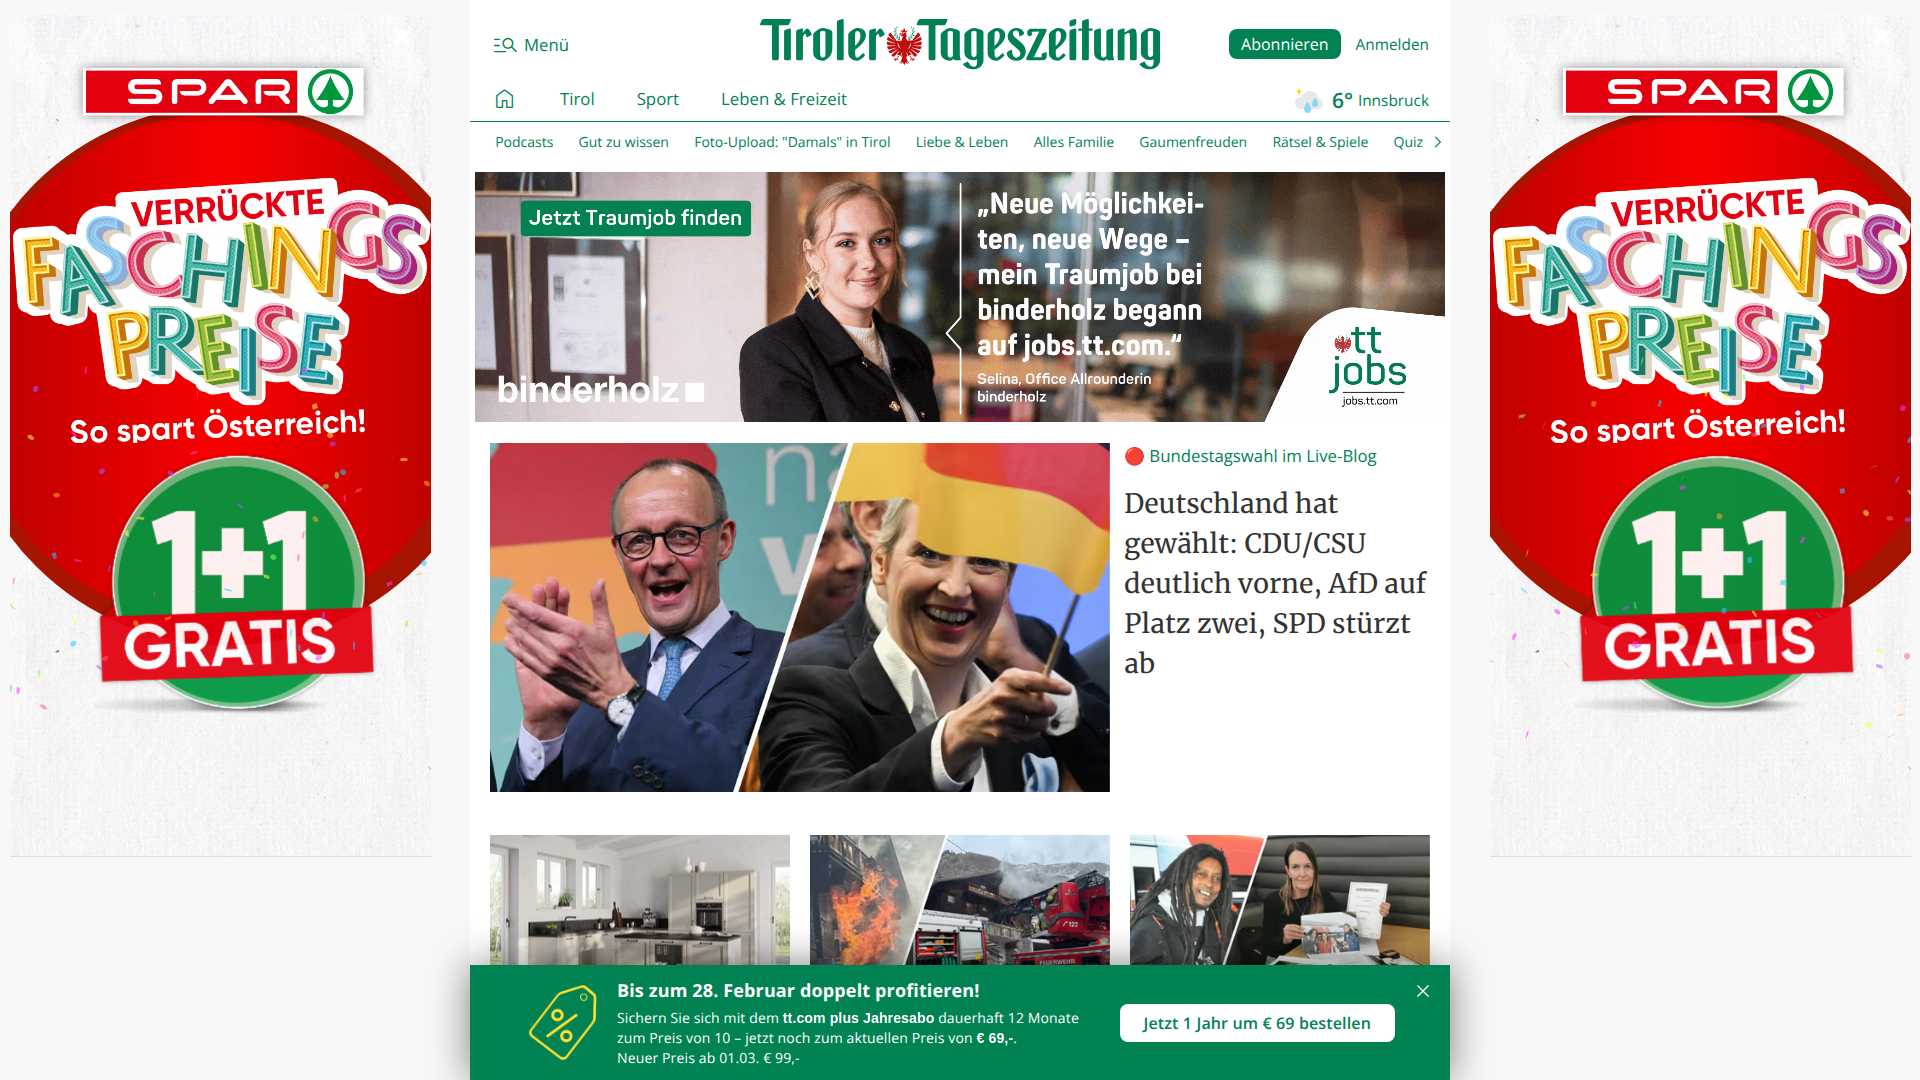 Menü
Tiroler Tageszeitung
Abonnieren
Anmelden
Tirol
Sport
Leben & Freizeit
6° Innsbruck
Podcasts
Gut zu wissen
Foto-Upload: "Damals" in Tirol
Liebe & Leben
Alles Familie
Gaumenfreuden
Rätsel & Spiele
Quiz
SPAR
VERRÜCKTE
FASCHINGS
PREISE
So spart Österreich!
1+1
GRATIS
Jetzt Traumjob finden
binderholz
„Neue Möglichkei-
ten, neue Wege –
mein Traumjob bei
binderholz begann
auf jobs.tt.com.“
Selina, Office Allrounderin
binderholz
tt
jobs
jobs.tt.com
SPAR
VERRÜCKTE
FASCHINGS
PREISE
So spart Österreich!
1+1
GRATIS
Bundestagswahl im Live-Blog
Deutschland hat
gewählt: CDU/CSU
deutlich vorne, AfD auf
Platz zwei, SPD stürzt
ab
122
FEUERWEHR
Bis zum 28. Februar doppelt profitieren!
Sichern Sie sich mit dem tt.com plus Jahresabo dauerhaft 12 Monate
zum Preis von 10 – jetzt noch zum aktuellen Preis von € 69,-.
Neuer Preis ab 01.03. € 99,-
Jetzt 1 Jahr um € 69 bestellen